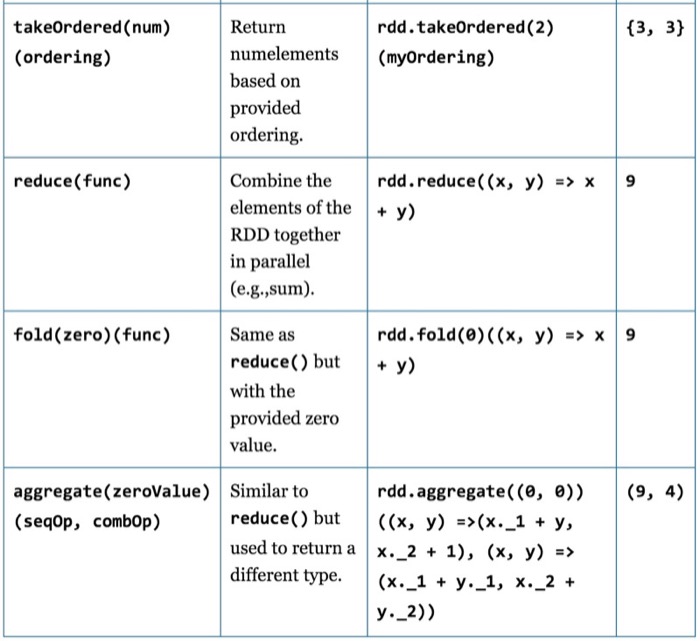 takeOrdered(num)
(ordering)
Return
numelements
based on
provided
ordering.
rdd.takeOrdered(2)
(myOrdering)
{3, 3}
reduce(func)
Combine the
elements of the
RDD together
in parallel
(e.g.,sum).
rdd.reduce((x, y) => x
+ y)
9
fold(zero)(func)
Same as
reduce() but
with the
provided zero
value.
rdd.fold(0)((x, y) => x
+ y)
9
aggregate(zeroValue)
(seqOp, combOp)
Similar to
reduce() but
used to return a
different type.
rdd.aggregate((0, 0))
((x, y) =>(x._1 + y,
x._2 + 1), (x, y) =>
(x._1 + y._1, x._2 +
y._2))
(9, 4)